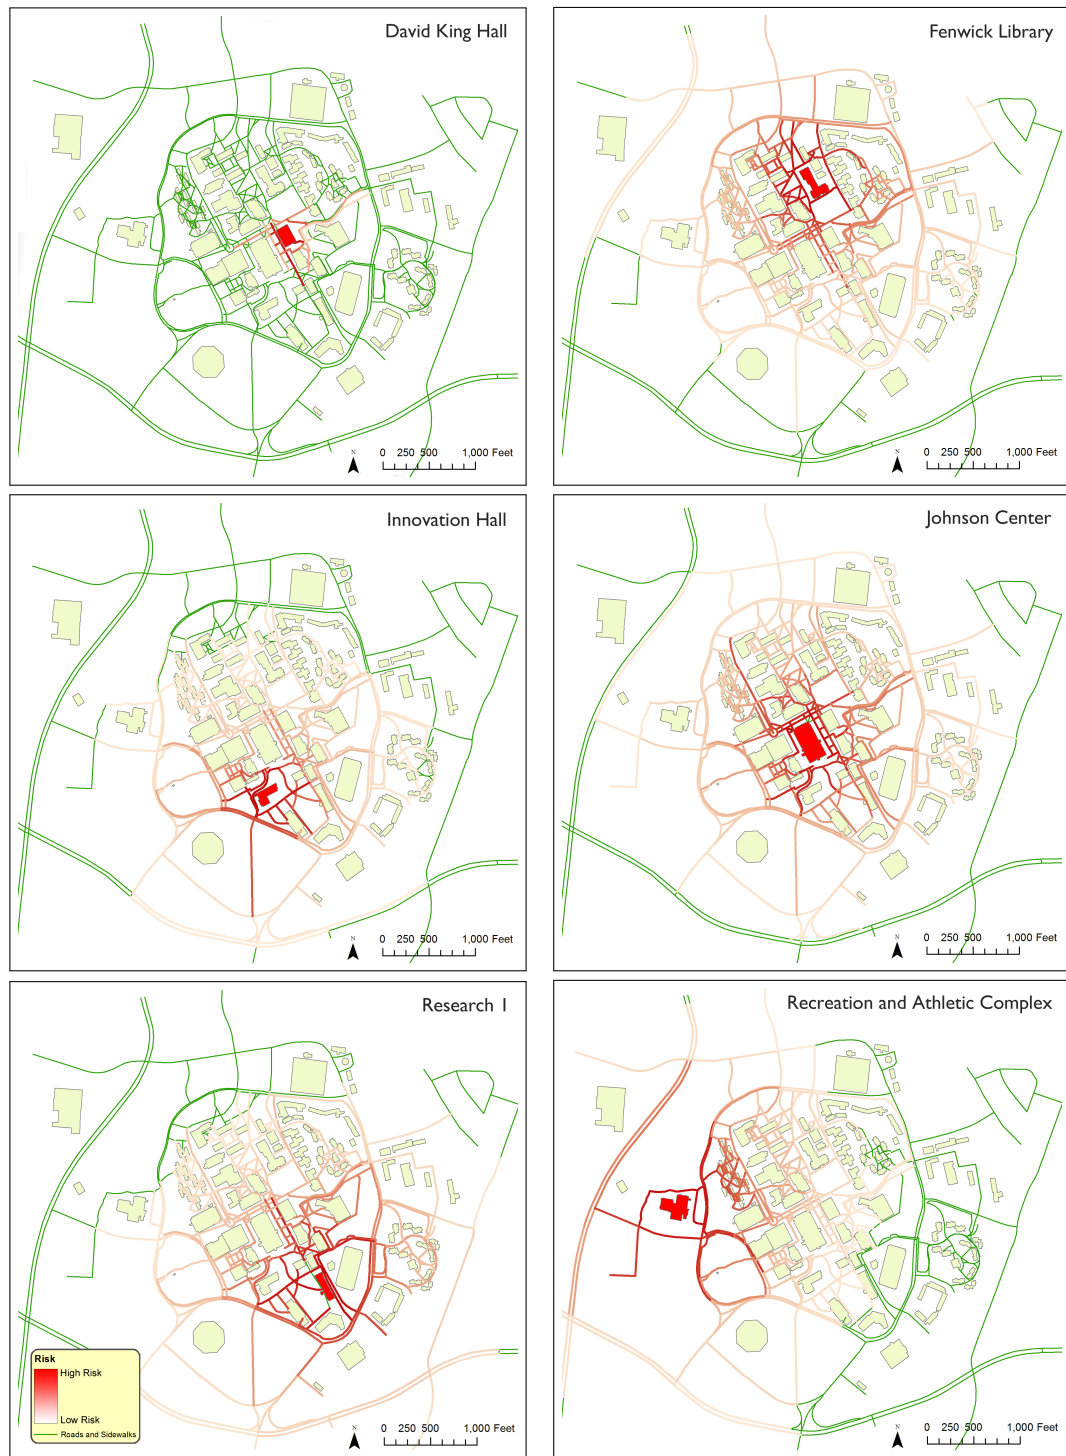 David King Hall
N
0 250 500 1,000 Feet
Fenwick Library
N
0 250 500 1,000 Feet
Innovation Hall
N
0 250 500 1,000 Feet
Johnson Center
N
0 250 500 1,000 Feet
Research 1
Risk
High Risk
Low Risk
Roads and Sidewalks
N
0 250 500 1,000 Feet
Recreation and Athletic Complex
N
0 250 500 1,000 Feet